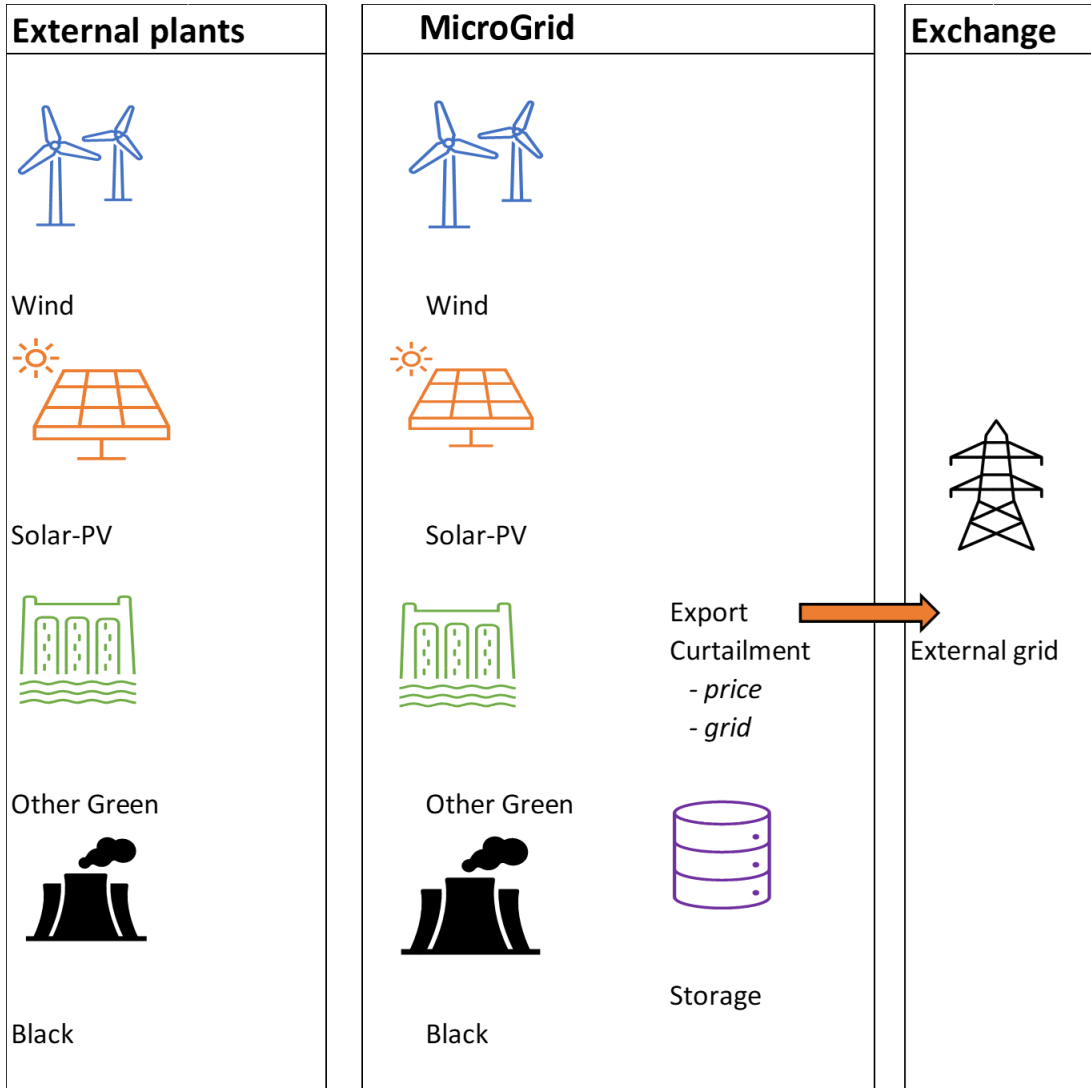 External plants
MicroGrid
Exchange
Wind
Wind
Solar-PV
Solar-PV
Export
Curtailment
- price
- grid
External grid
Other Green
Other Green
Storage
Black
Black